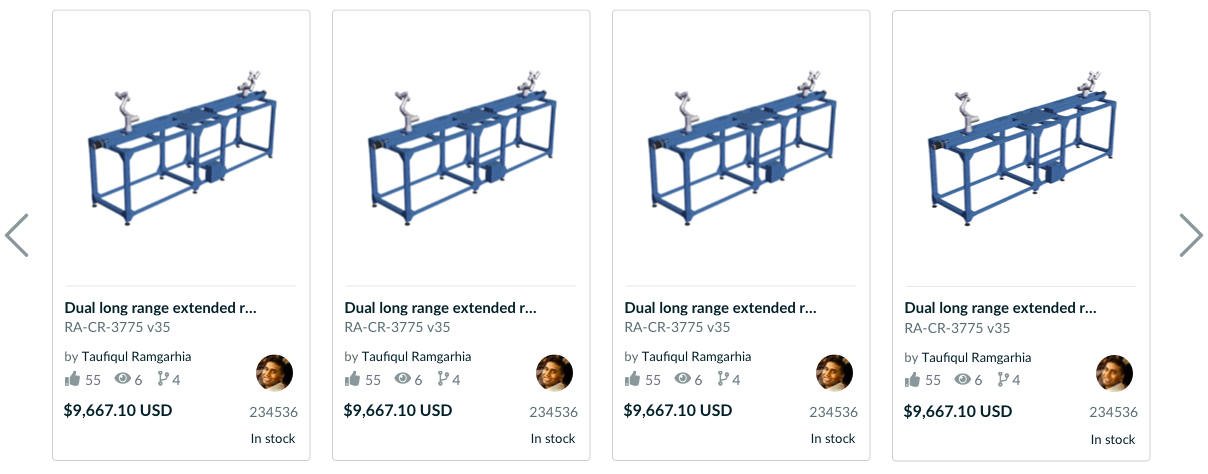 Dual long range extended r...
RA-CR-3775 v35
by Taufiqul Ramgarhia
55 6 4
$9,667.10 USD 234536
In stock
Dual long range extended r...
RA-CR-3775 v35
by Taufiqul Ramgarhia
55 6 4
$9,667.10 USD 234536
In stock
Dual long range extended r...
RA-CR-3775 v35
by Taufiqul Ramgarhia
55 6 4
$9,667.10 USD 234536
In stock
Dual long range extended r...
RA-CR-3775 v35
by Taufiqul Ramgarhia
55 6 4
$9,667.10 USD 234536
In stock